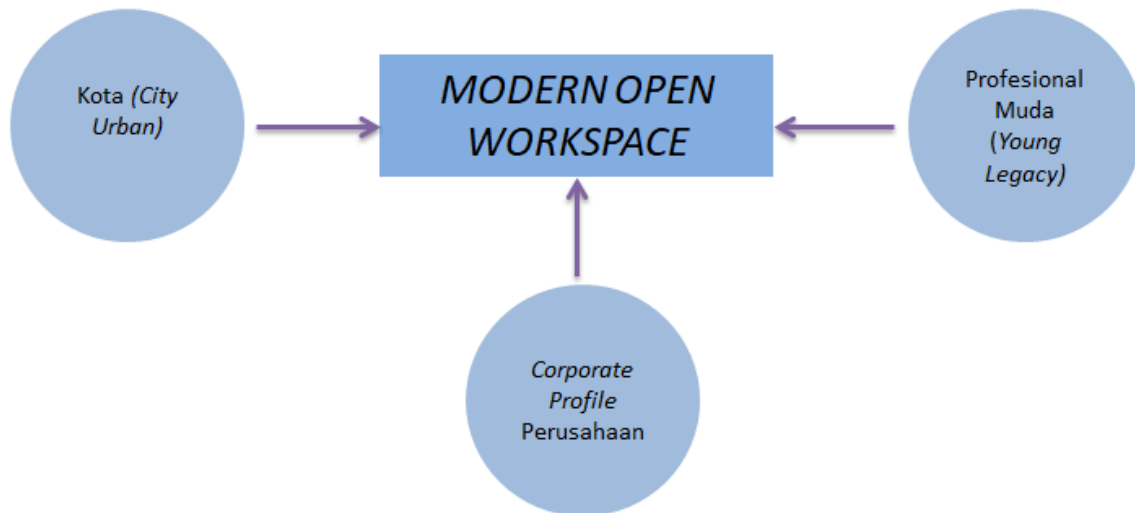 Kota (City
Urban)
MODERN OPEN
WORKSPACE
Profesional
Muda
(Young
Legacy)
Corporate
Profile
Perusahaan